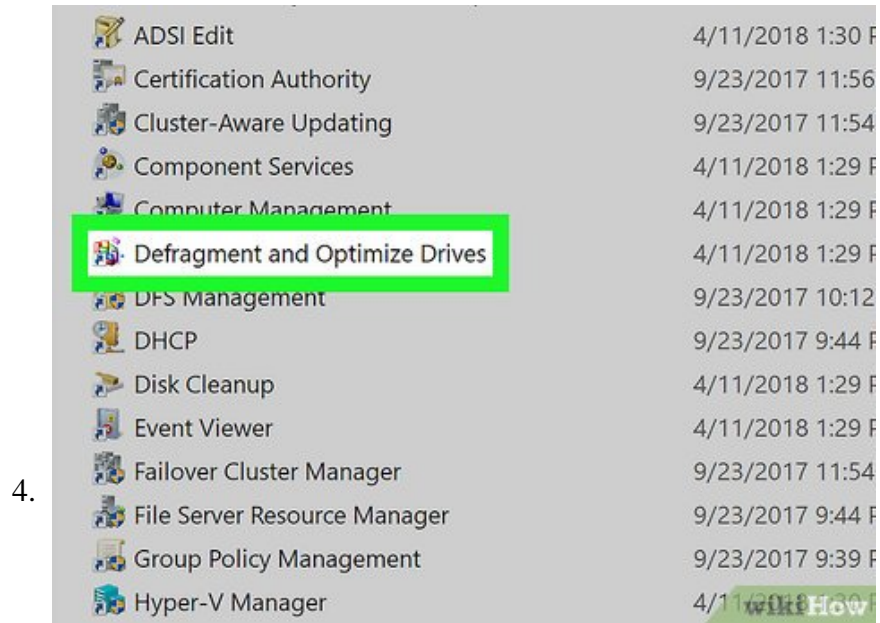 ADSI Edit 4/11/2018 1:30 P
Certification Authority 9/23/2017 11:56
Cluster-Aware Updating 9/23/2017 11:54
Component Services 4/11/2018 1:29 P
Computer Management 4/11/2018 1:29 P
Defragment and Optimize Drives 4/11/2018 1:29 P
DFS Management 9/23/2017 10:12
DHCP 9/23/2017 9:44 P
Disk Cleanup 4/11/2018 1:29 P
Event Viewer 4/11/2018 1:29 P
4.
Failover Cluster Manager 9/23/2017 11:54
File Server Resource Manager 9/23/2017 9:44 P
Group Policy Management 9/23/2017 9:39 P
Hyper-V Manager
wikiHow